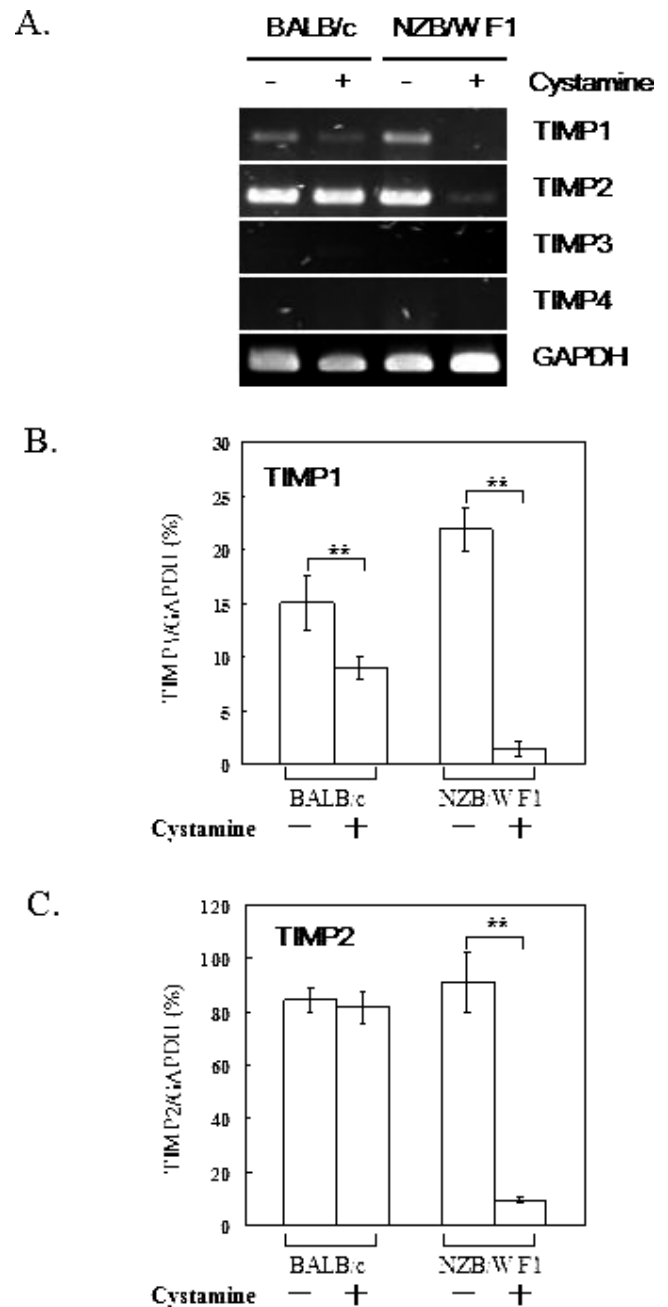 A.
BALB/c NZB/W F1
- + - + Cystamine
TIMP1
TIMP2
TIMP3
TIMP4
GAPDH
B.
TIMP1
** **
30
25
20
15
10
5
0
TIMP1/GAPDH (%)
BALB/c NZB/W F1
Cystamine — + — +
C.
TIMP2
**
120
100
80
60
40
20
0
TIMP2/GAPDH (%)
BALB/c NZB/W F1
Cystamine — + — +